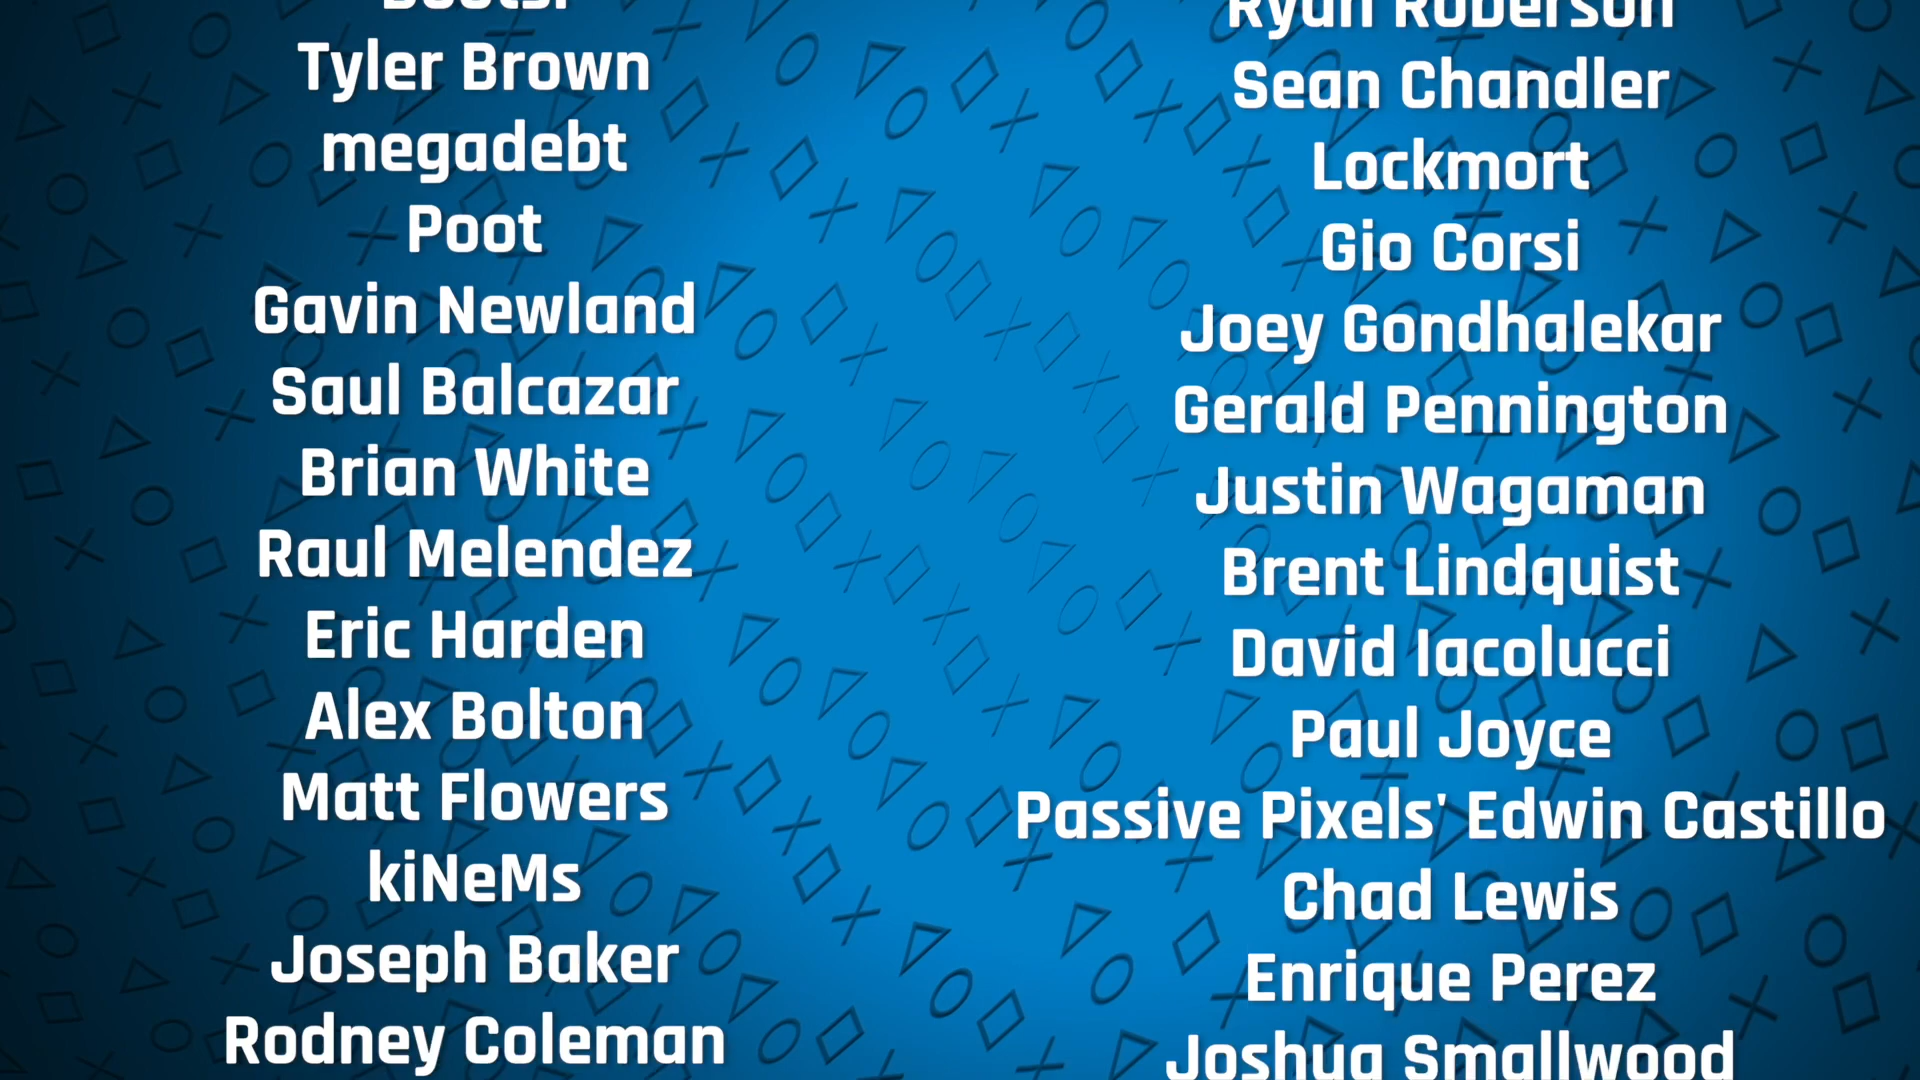 Tyler Brown
megadebt
Poot
Gavin Newland
Saul Balcazar
Brian White
Raul Melendez
Eric Harden
Alex Bolton
Matt Flowers
kiNeMs
Joseph Baker
Rodney Coleman
Ryan Roberson
Sean Chandler
Lockmort
Gio Corsi
Joey Gondhalekar
Gerald Pennington
Justin Wagaman
Brent Lindquist
David Iacolucci
Paul Joyce
Passive Pixels' Edwin Castillo
Chad Lewis
Enrique Perez
Joshua Smallwood